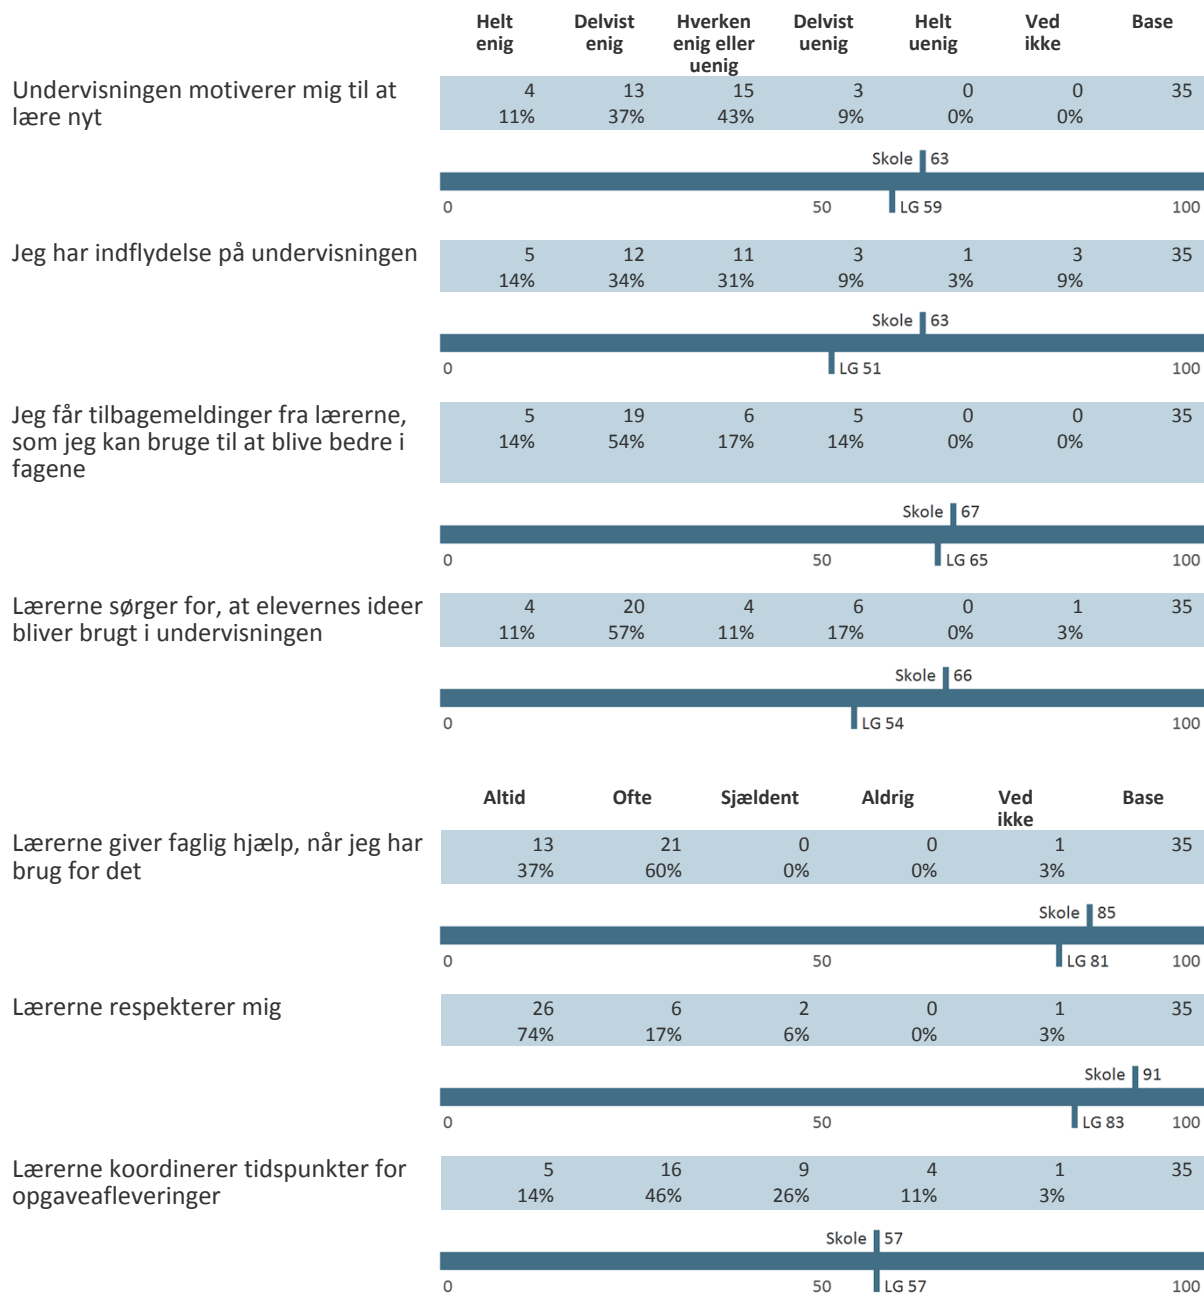 Helt Delvist Hverken Delvist Helt Ved Base
enig enig enig eller uenig uenig ikke
uenig
Undervisningen motiverer mig til at 4 13 15 3 0 0 35
lære nyt 11% 37% 43% 9% 0% 0%
Skole 63
0 50 LG 59 100
Jeg har indflydelse på undervisningen 5 12 11 3 1 3 35
14% 34% 31% 9% 3% 9%
Skole 63
0 LG 51 100
Jeg får tilbagemeldinger fra lærerne, 5 19 6 5 0 0 35
som jeg kan bruge til at blive bedre i 14% 54% 17% 14% 0% 0%
fagene
Skole 67
0 50 LG 65 100
Lærerne sørger for, at elevernes ideer 4 20 4 6 0 1 35
bliver brugt i undervisningen 11% 57% 11% 17% 0% 3%
Skole 66
0 LG 54 100
Altid Ofte Sjældent Aldrig Ved Base
ikke
Lærerne giver faglig hjælp, når jeg har 13 21 0 0 1 35
brug for det 37% 60% 0% 0% 3%
Skole 85
0 50 LG 81 100
Lærerne respekterer mig 26 6 2 0 1 35
74% 17% 6% 0% 3%
Skole 91
0 50 LG 83 100
Lærerne koordinerer tidspunkter for 5 16 9 4 1 35
opgaveafleveringer 14% 46% 26% 11% 3%
Skole 57
0 50 LG 57 100